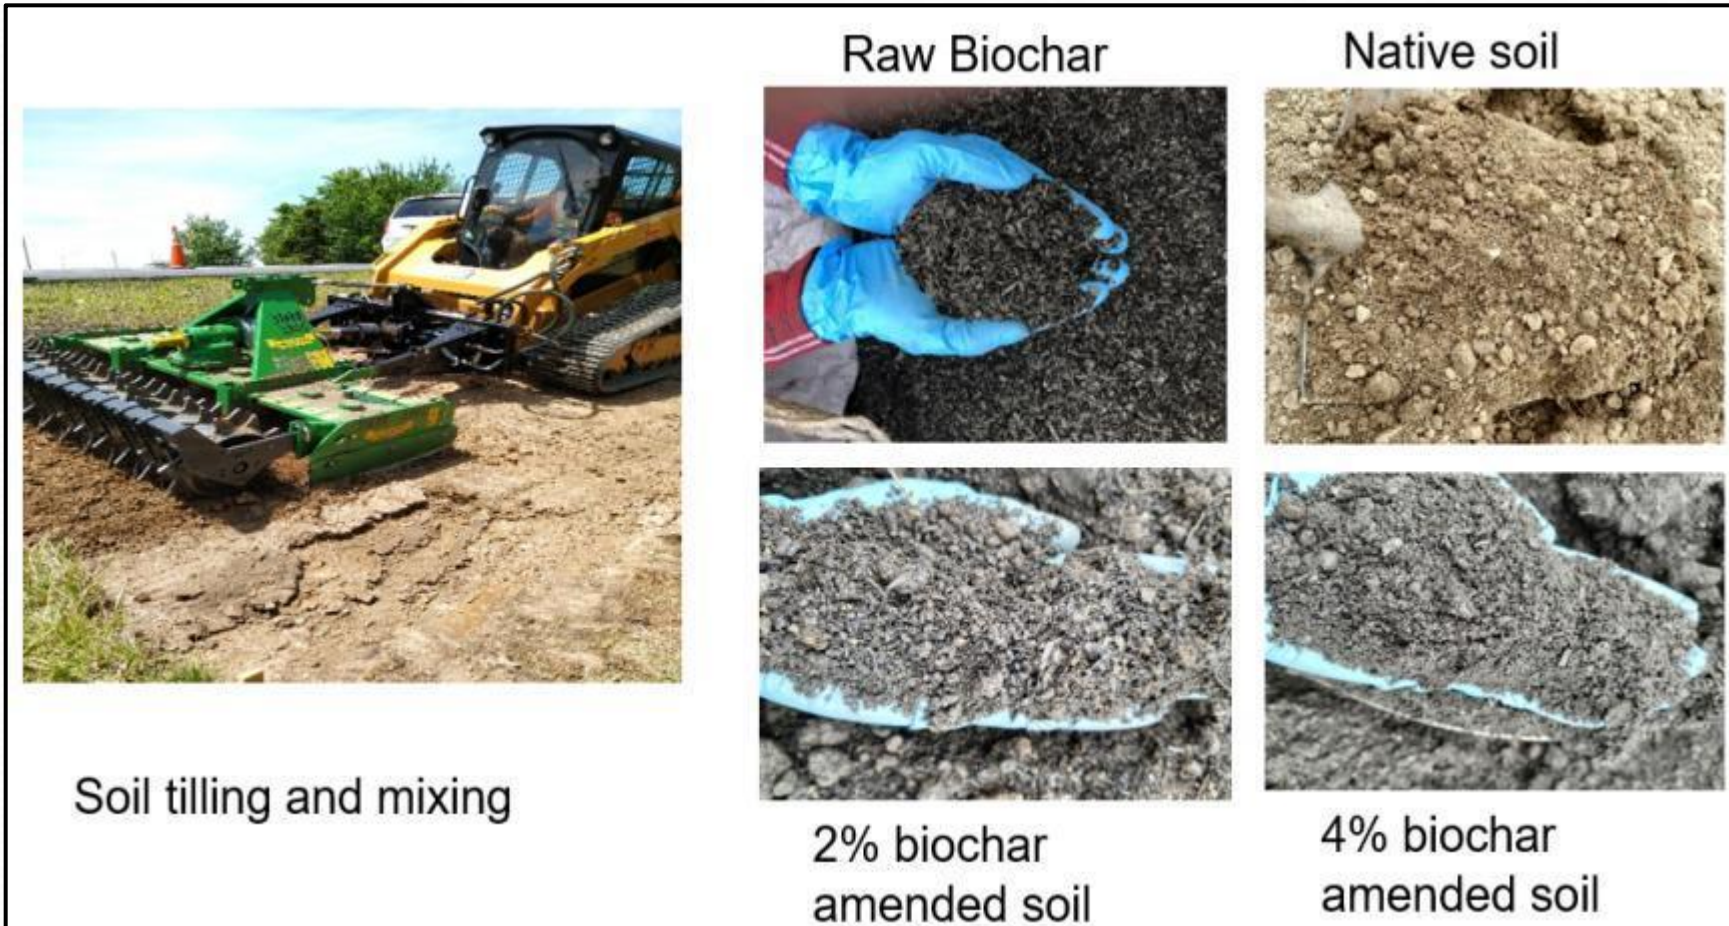 Raw Biochar
Native soil
Soil tilling and mixing
2% biochar
amended soil
4% biochar
amended soil